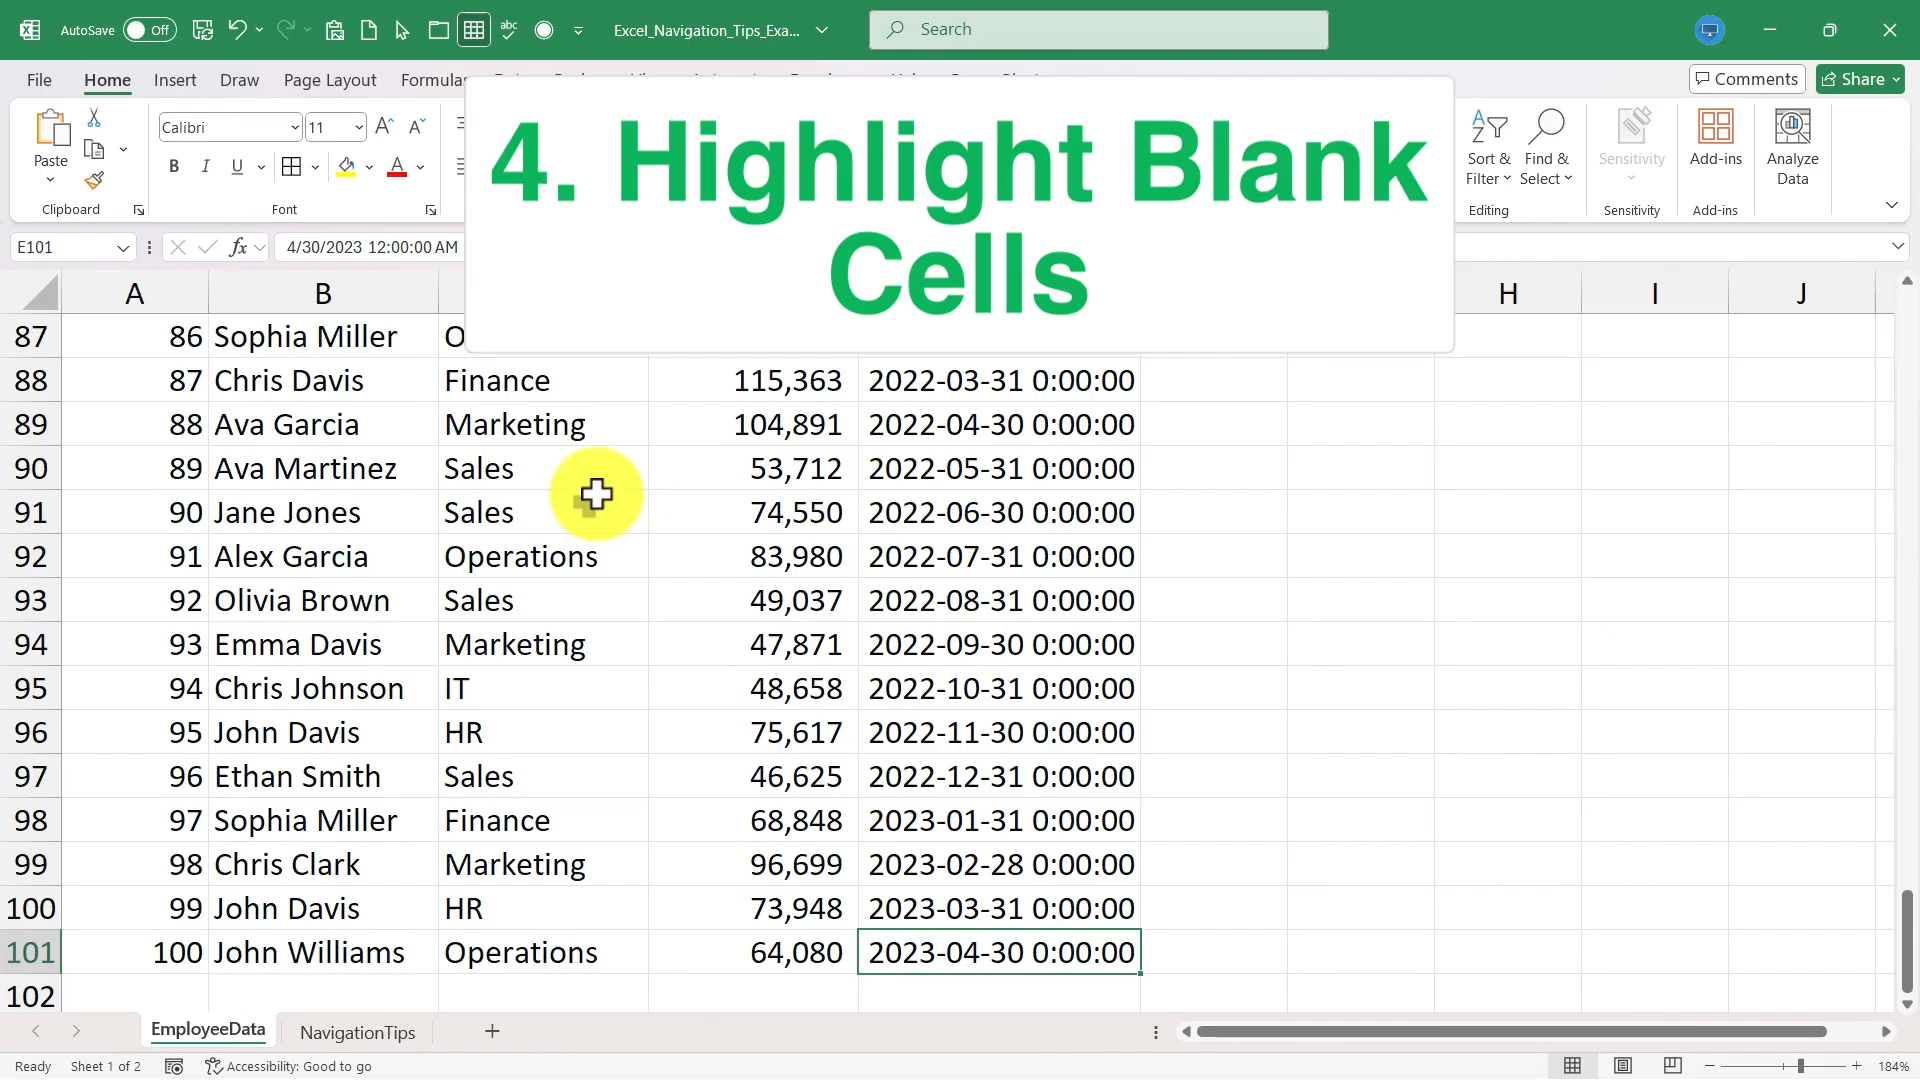 AutoSave Off abc Excel_Navigation_Tips_Exa... Search
File Home Insert Draw Page Layout Formulas Comments Share
4. Highlight Blank
Cells
Paste Calibri 11 Sort & Filter Find & Select Sensitivity Add-ins Analyze Data
B I U A
Clipboard Font Editing Sensitivity Add-ins
E101 fx 4/30/2023 12:00:00 AM
A B H I J
87 86 Sophia Miller O
88 87 Chris Davis Finance 115,363 2022-03-31 0:00:00
89 88 Ava Garcia Marketing 104,891 2022-04-30 0:00:00
90 89 Ava Martinez Sales 53,712 2022-05-31 0:00:00
91 90 Jane Jones Sales 74,550 2022-06-30 0:00:00
92 91 Alex Garcia Operations 83,980 2022-07-31 0:00:00
93 92 Olivia Brown Sales 49,037 2022-08-31 0:00:00
94 93 Emma Davis Marketing 47,871 2022-09-30 0:00:00
95 94 Chris Johnson IT 48,658 2022-10-31 0:00:00
96 95 John Davis HR 75,617 2022-11-30 0:00:00
97 96 Ethan Smith Sales 46,625 2022-12-31 0:00:00
98 97 Sophia Miller Finance 68,848 2023-01-31 0:00:00
99 98 Chris Clark Marketing 96,699 2023-02-28 0:00:00
100 99 John Davis HR 73,948 2023-03-31 0:00:00
101 100 John Williams Operations 64,080 2023-04-30 0:00:00
102
EmployeeData NavigationTips
Ready Sheet 1 of 2 Accessibility: Good to go 184%